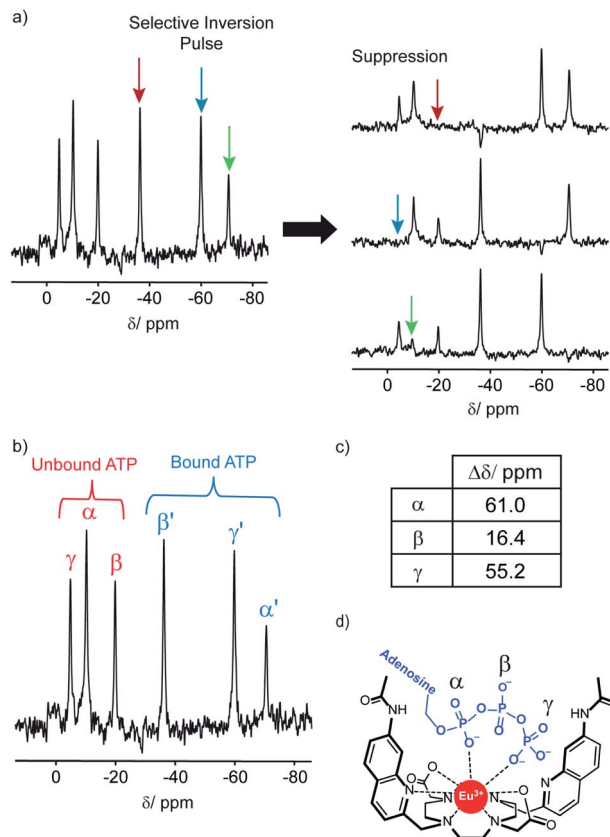 a)
Selective Inversion
Pulse
Suppression
0 -20 -40 -60 -80
δ/ ppm
0 -20 -40 -60 -80
δ/ ppm
b)
Unbound ATP
Bound ATP
γ α β β' γ' α'
0 -20 -40 -60 -80
δ/ ppm
c)
Δδ/ ppm
α 61.0
β 16.4
γ 55.2
d)
Adenosine
α β γ
O NH
O P O⁻ O P O⁻ O P O⁻ O O⁻
HN O
N N N N N N
O O O O
Eu³⁺